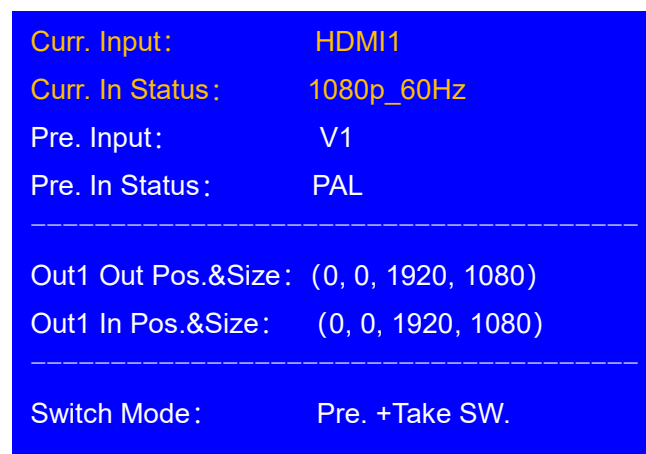 Curr. Input： HDMI1
Curr. In Status： 1080p_60Hz
Pre. Input： V1
Pre. In Status： PAL
Out1 Out Pos.&Size：（0, 0, 1920, 1080）
Out1 In Pos.&Size：（0, 0, 1920, 1080）
Switch Mode： Pre. +Take SW.